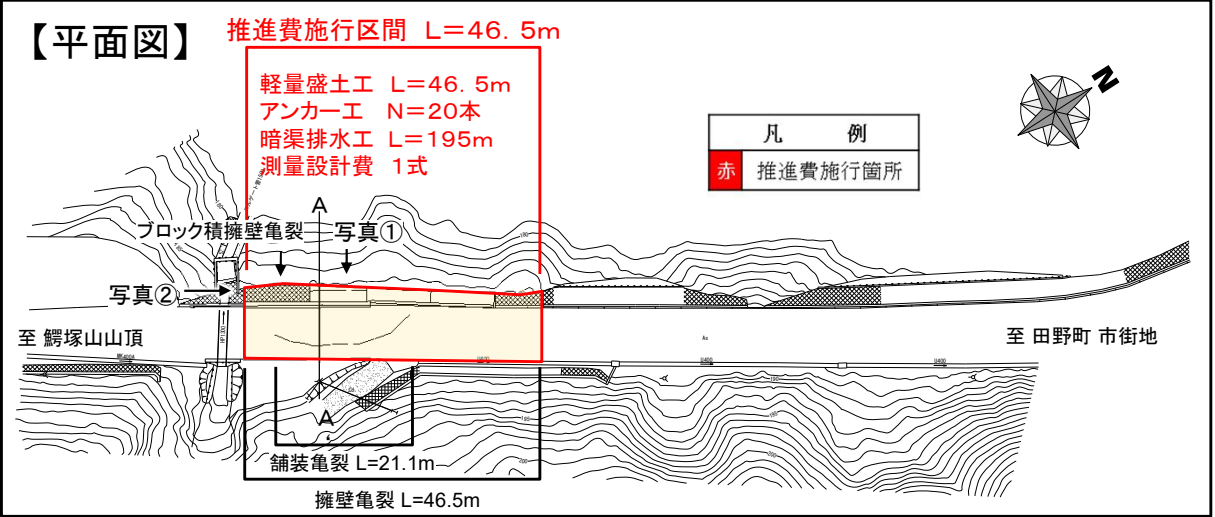 【平面図】
推進費施行区間 L=46.5m
軽量盛土工 L=46.5m
アンカー工 N=20本
暗渠排水工 L=195m
測量設計費 1式
N
凡 例
赤 推進費施行箇所
A
ブロック積擁壁亀裂
写真①
写真②
至 鰐塚山山頂
至 田野町 市街地
As
U400
U400
A
舗装亀裂 L=21.1m
擁壁亀裂 L=46.5m